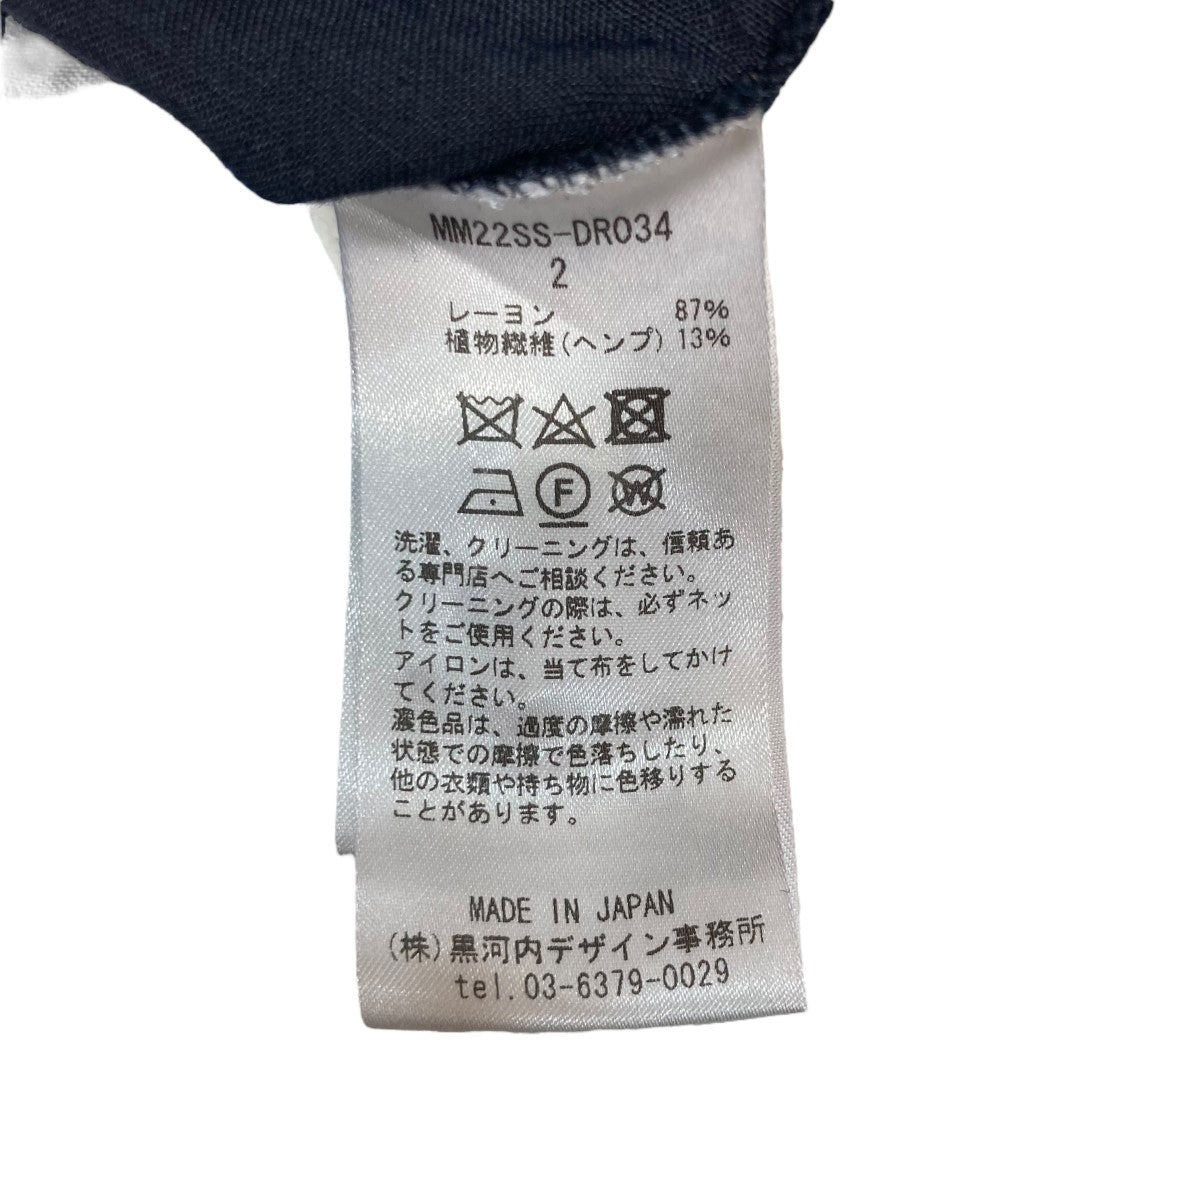 MM22SS-DR034
2
レーヨン 87%
植物繊維(ヘンプ) 13%
F
W
洗濯、クリーニングは、信頼あ
る専門店へご相談ください。
クリーニングの際は、必ずネッ
トをご使用ください。
アイロンは、当て布をしてかけ
てください。
濃色品は、過度の摩擦や濡れた
状態での摩擦で色落ちしたり、
他の衣類や持ち物に色移りする
ことがあります。
MADE IN JAPAN
(株)黒河内デザイン事務所
tel.03-6379-0029